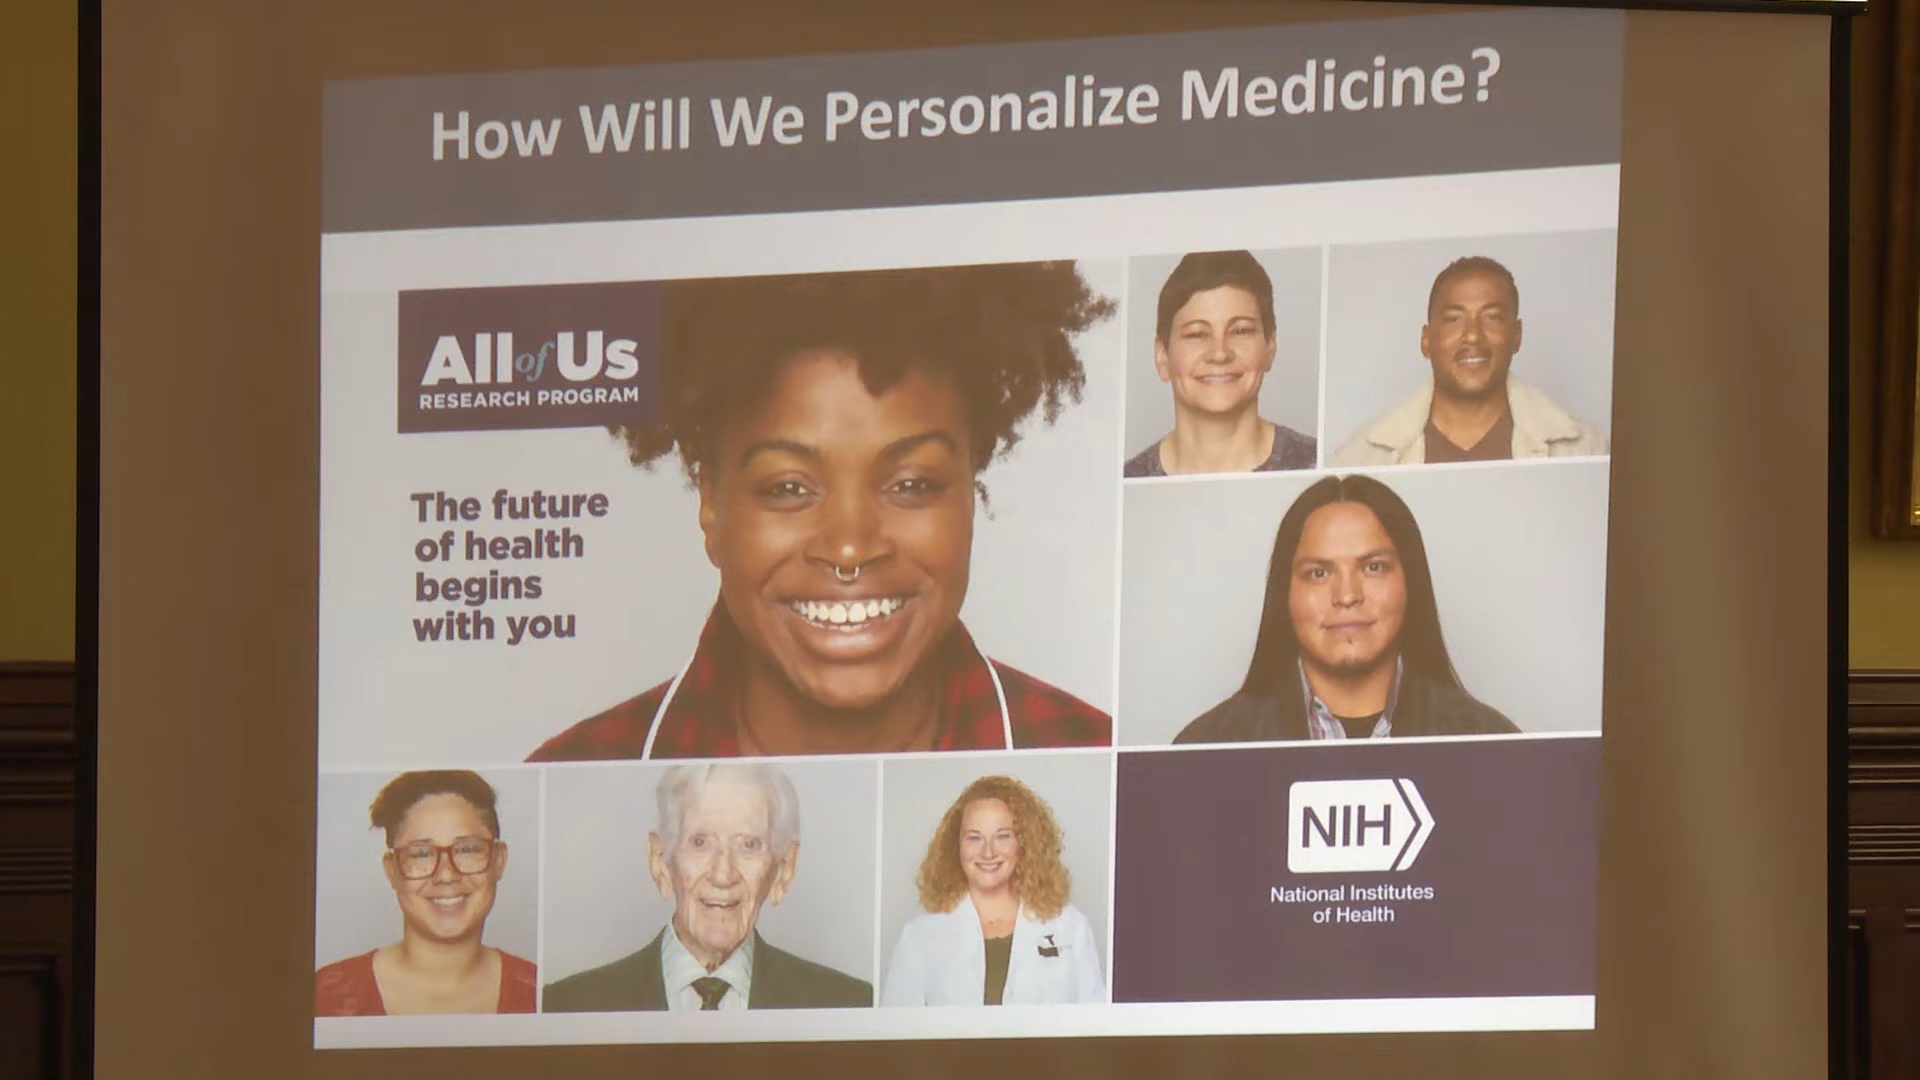 How Will We Personalize Medicine?
All of Us
RESEARCH PROGRAM
The future
of health
begins
with you
NIH
National Institutes
of Health